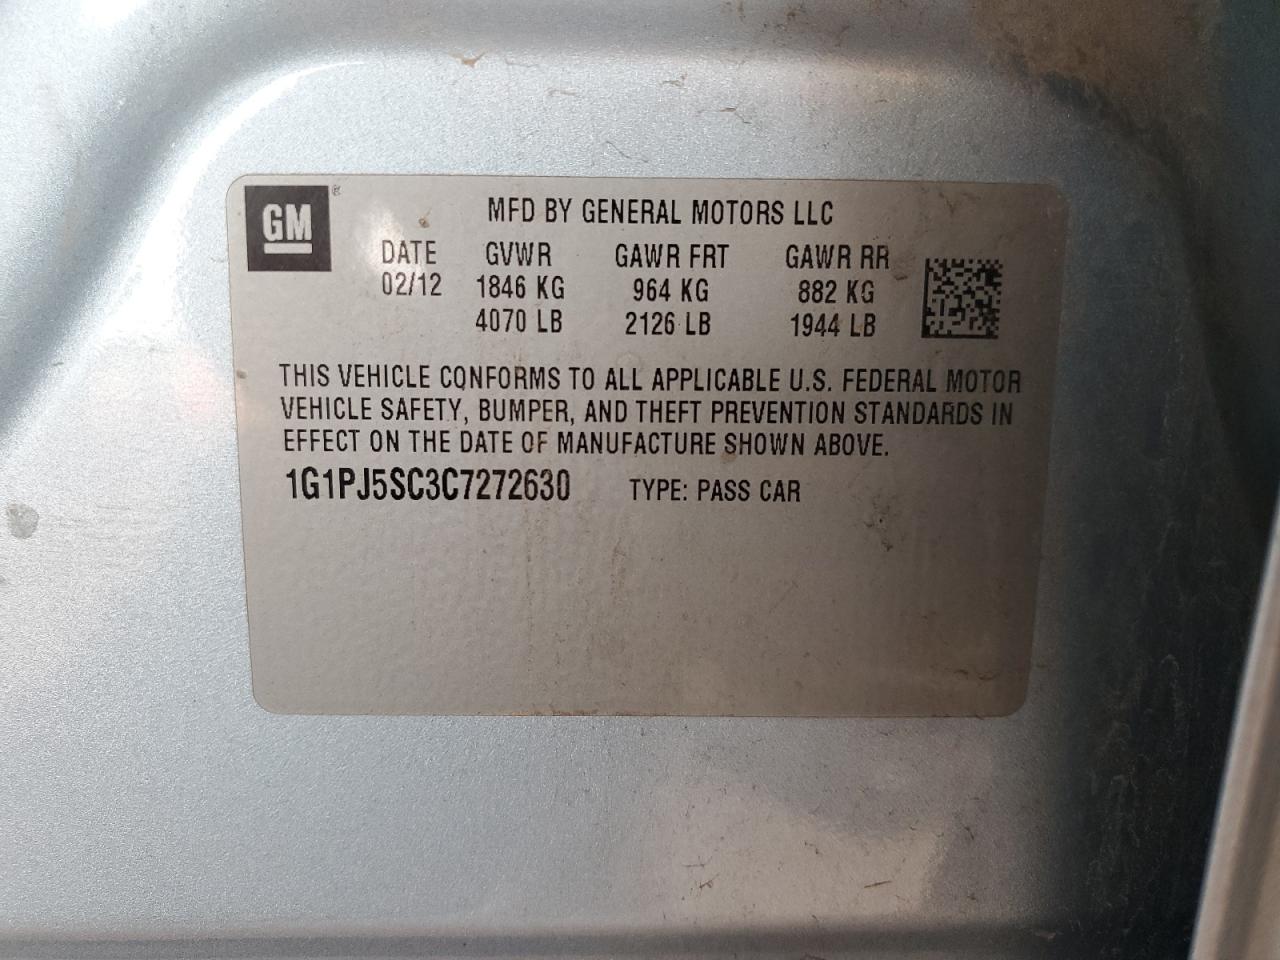 GM ®
MFD BY GENERAL MOTORS LLC
DATE GVWR GAWR FRT GAWR RR
02/12 1846 KG 964 KG 882 KG
4070 LB 2126 LB 1944 LB
THIS VEHICLE CONFORMS TO ALL APPLICABLE U.S. FEDERAL MOTOR
VEHICLE SAFETY, BUMPER, AND THEFT PREVENTION STANDARDS IN
EFFECT ON THE DATE OF MANUFACTURE SHOWN ABOVE.
1G1PJ5SC3C7272630 TYPE: PASS CAR